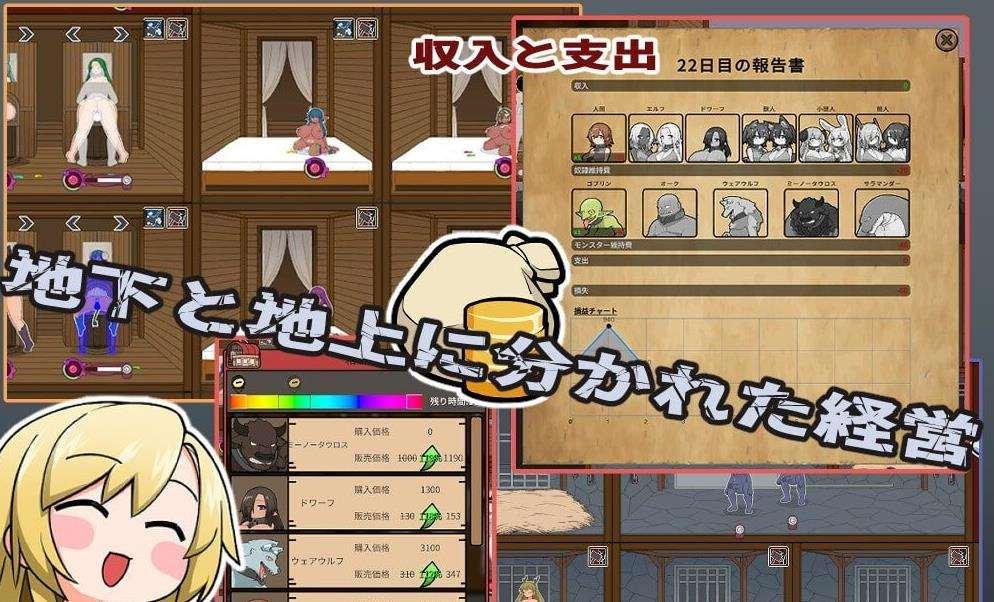 収入と支出
22日目の報告書
収入
人間 エルフ ドワーフ 獣人
奴隷維持費
ゴブリン オーク ウェアウルフ ミーノータウロス サラマンダー
モンスター維持費
支出
損失
損益チャート
940
地下と地上に分かれた経営
残り時間
ミーノータウロス
購入価格 0
販売価格 1000 119% 1190
ドワーフ
購入価格 1300
販売価格 130 118% 153
ウェアウルフ
購入価格 3100
販売価格 310 112% 347